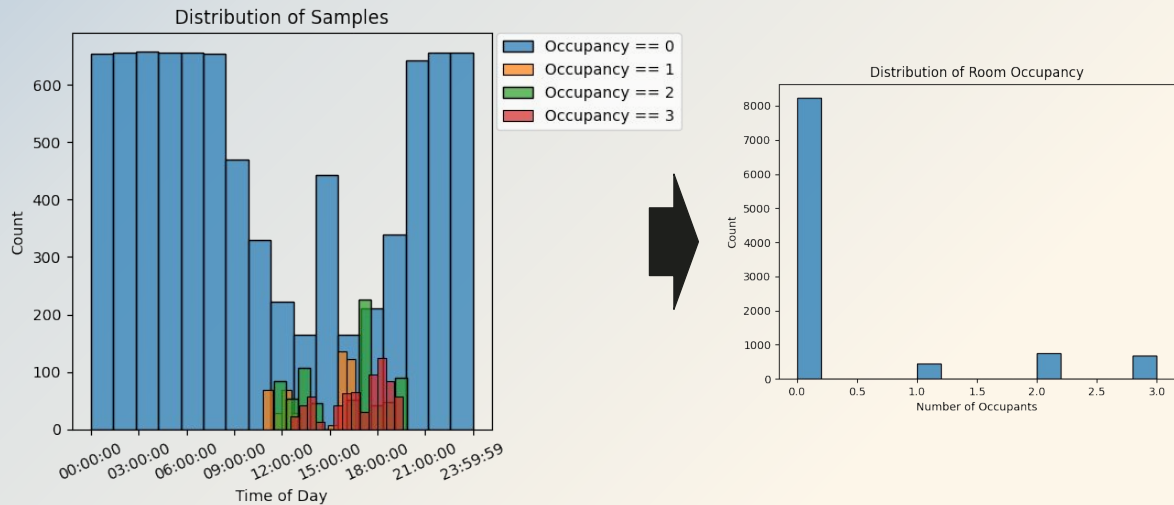 Distribution of Samples
Occupancy == 0
Occupancy == 1
Occupancy == 2
Occupancy == 3
600
500
400
300
200
100
0
Count
00:00:00 03:00:00 06:00:00 09:00:00 12:00:00 15:00:00 18:00:00 21:00:00 23:59:59
Time of Day
Distribution of Room Occupancy
8000
7000
6000
5000
4000
3000
2000
1000
0
Count
0.0 0.5 1.0 1.5 2.0 2.5 3.0
Number of Occupants